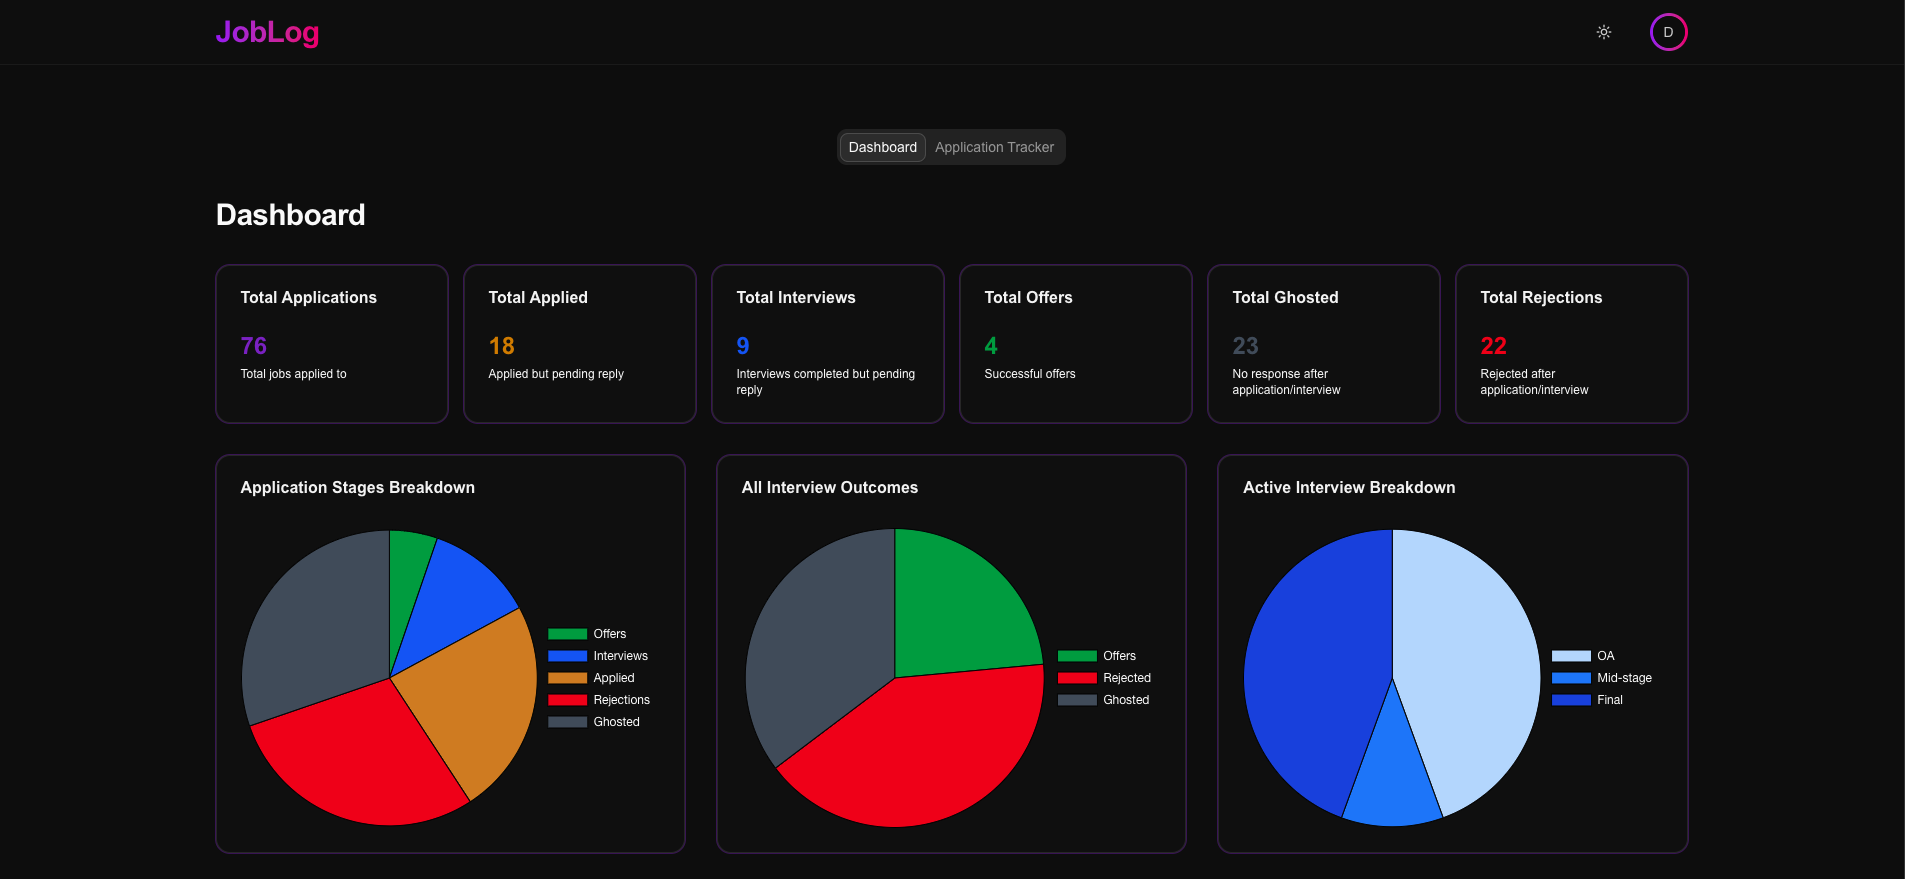 JobLog
D
Dashboard
Application Tracker
Dashboard
Total Applications
76
Total jobs applied to
Total Applied
18
Applied but pending reply
Total Interviews
9
Interviews completed but pending
reply
Total Offers
4
Successful offers
Total Ghosted
23
No response after
application/interview
Total Rejections
22
Rejected after
application/interview
Application Stages Breakdown
Offers
Interviews
Applied
Rejections
Ghosted
All Interview Outcomes
Offers
Rejected
Ghosted
Active Interview Breakdown
OA
Mid-stage
Final